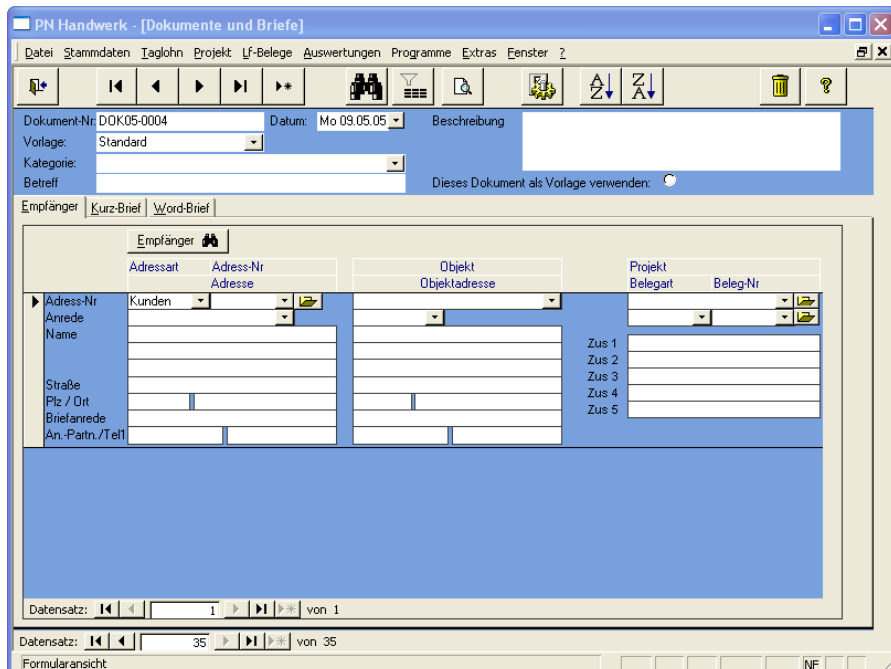 PN Handwerk - [Dokumente und Briefe]
Datei Stammdaten Taglohn Projekt Lf-Belege Auswertungen Programme Extras Fenster ?
Dokument-Nr: DOK05-0004 Datum: Mo 09.05.05 Beschreibung
Vorlage: Standard
Kategorie:
Betreff Dieses Dokument als Vorlage verwenden:
Empfänger Kurz-Brief Word-Brief
Empfänger
Adressart Adress-Nr Objekt Projekt
Adresse Objektadresse Belegart Beleg-Nr
Adress-Nr Kunden
Anrede
Name
Zus 1
Zus 2
Zus 3
Straße
Zus 4
Plz / Ort
Zus 5
Briefanrede
An.-Partn./Tel1
Datensatz: 1 von 1
Datensatz: 35 von 35
Formularansicht NF